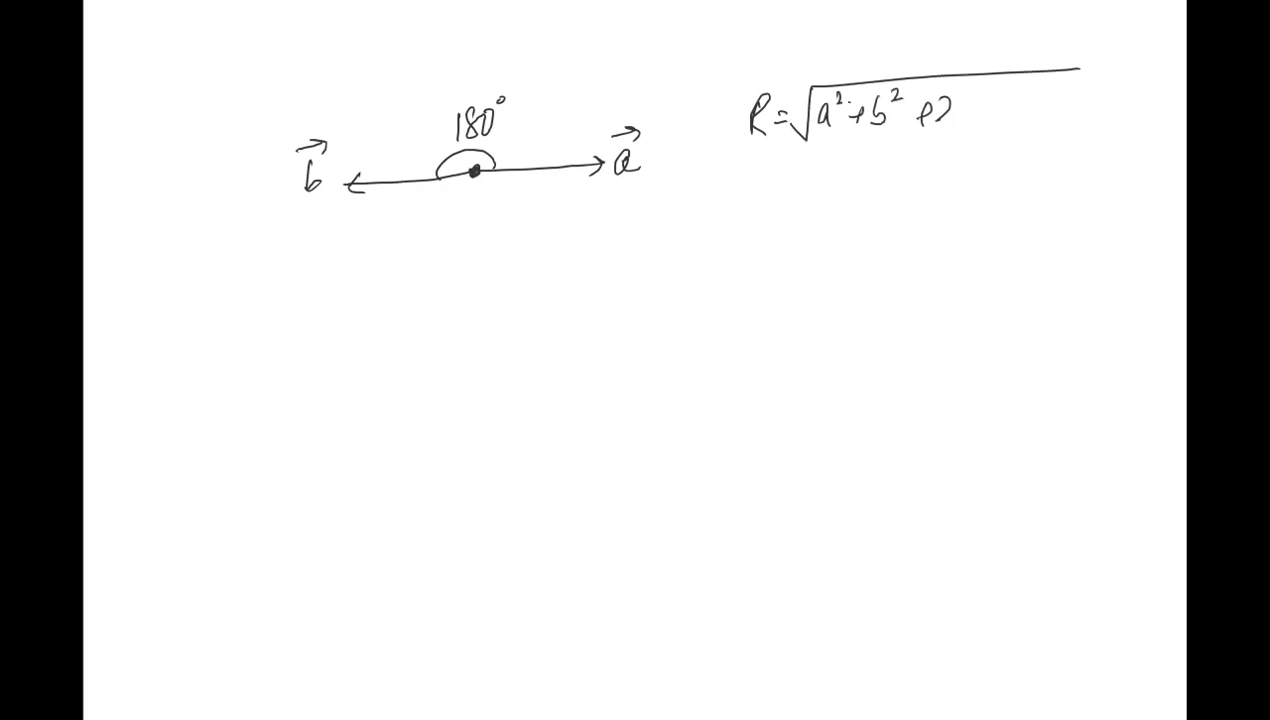 180°
b⃗ a⃗
R = √a² + b² + 2